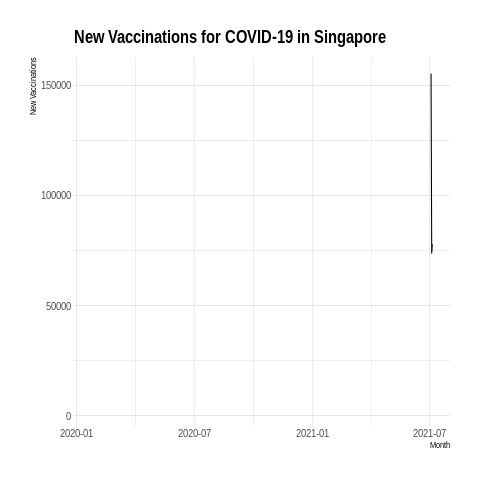 New Vaccinations for COVID-19 in Singapore
New Vaccinations
150000
100000
50000
0
2020-01
2020-07
2021-01
2021-07
Month